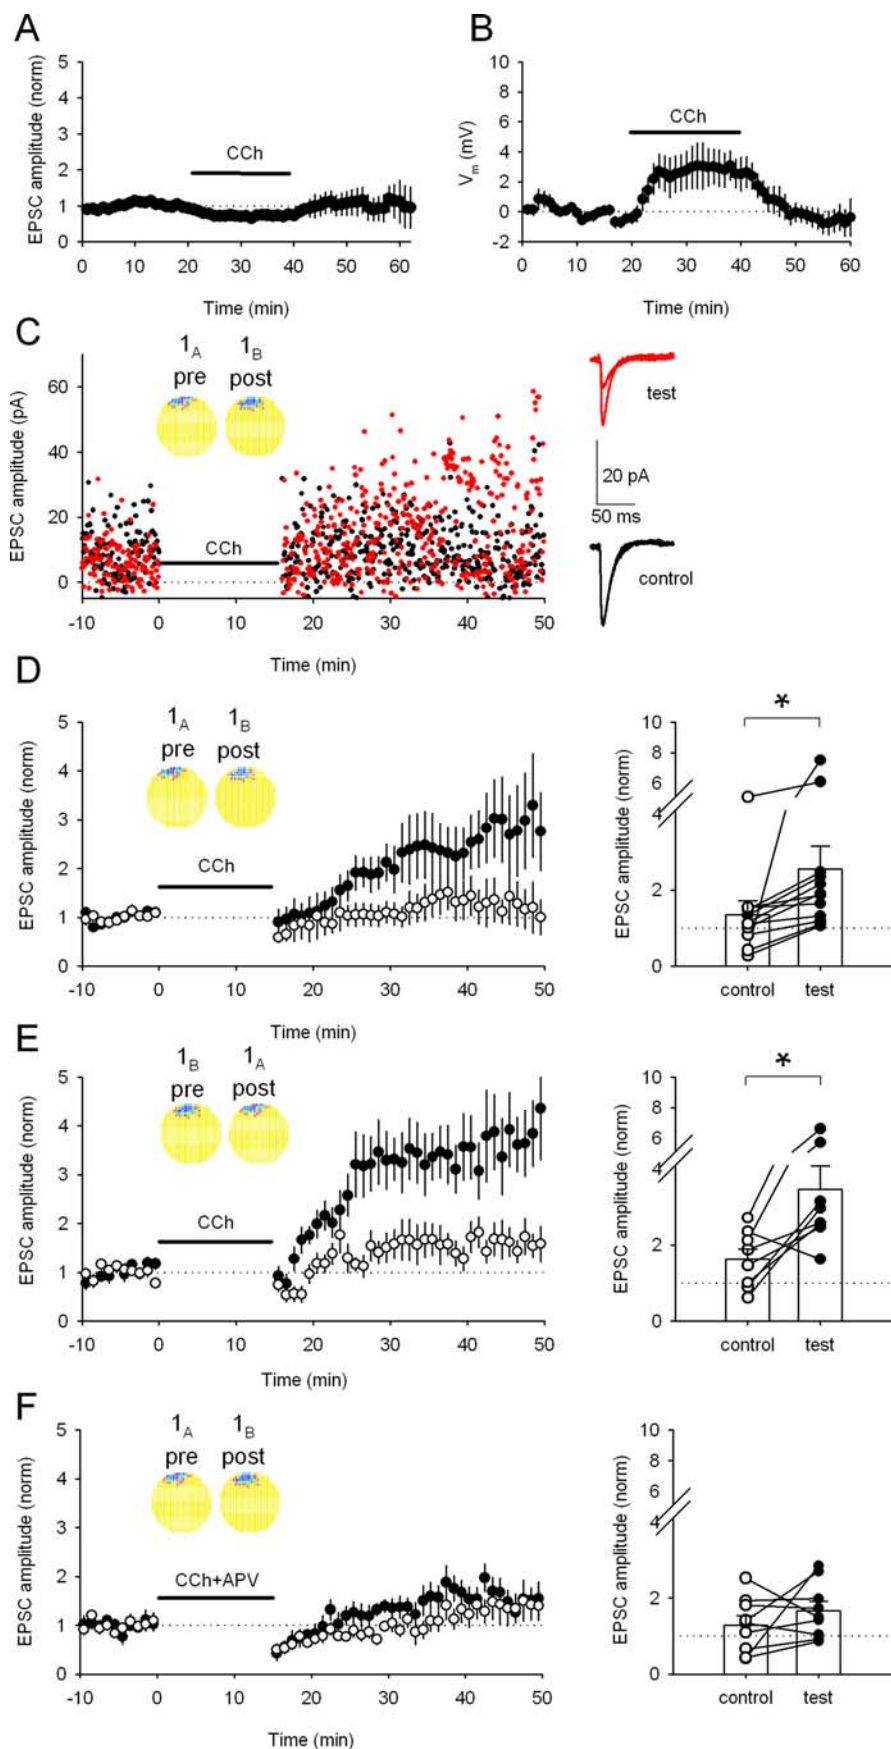 A
EPSC amplitude (norm)
5
4
3
2
1
0
CCh
0 10 20 30 40 50 60
Time (min)
B
V_m (mV)
10
8
6
4
2
0
-2
CCh
0 10 20 30 40 50 60
Time (min)
C
EPSC amplitude (pA)
60
40
20
0
1_A
pre
1_B
post
CCh
-10 0 10 20 30 40 50
Time (min)
test
20 pA
50 ms
control
D
EPSC amplitude (norm)
5
4
3
2
1
0
1_A
pre
1_B
post
CCh
-10 0 10 20 30 40 50
Time (min)
EPSC amplitude (norm)
10
8
6
4
2
0
*
control test
E
EPSC amplitude (norm)
5
4
3
2
1
0
1_B
pre
1_A
post
CCh
-10 0 10 20 30 40 50
Time (min)
EPSC amplitude (norm)
10
8
6
4
2
0
*
control test
F
EPSC amplitude (norm)
5
4
3
2
1
0
1_A
pre
1_B
post
CCh+APV
-10 0 10 20 30 40 50
Time (min)
EPSC amplitude (norm)
10
8
6
4
2
0
control test